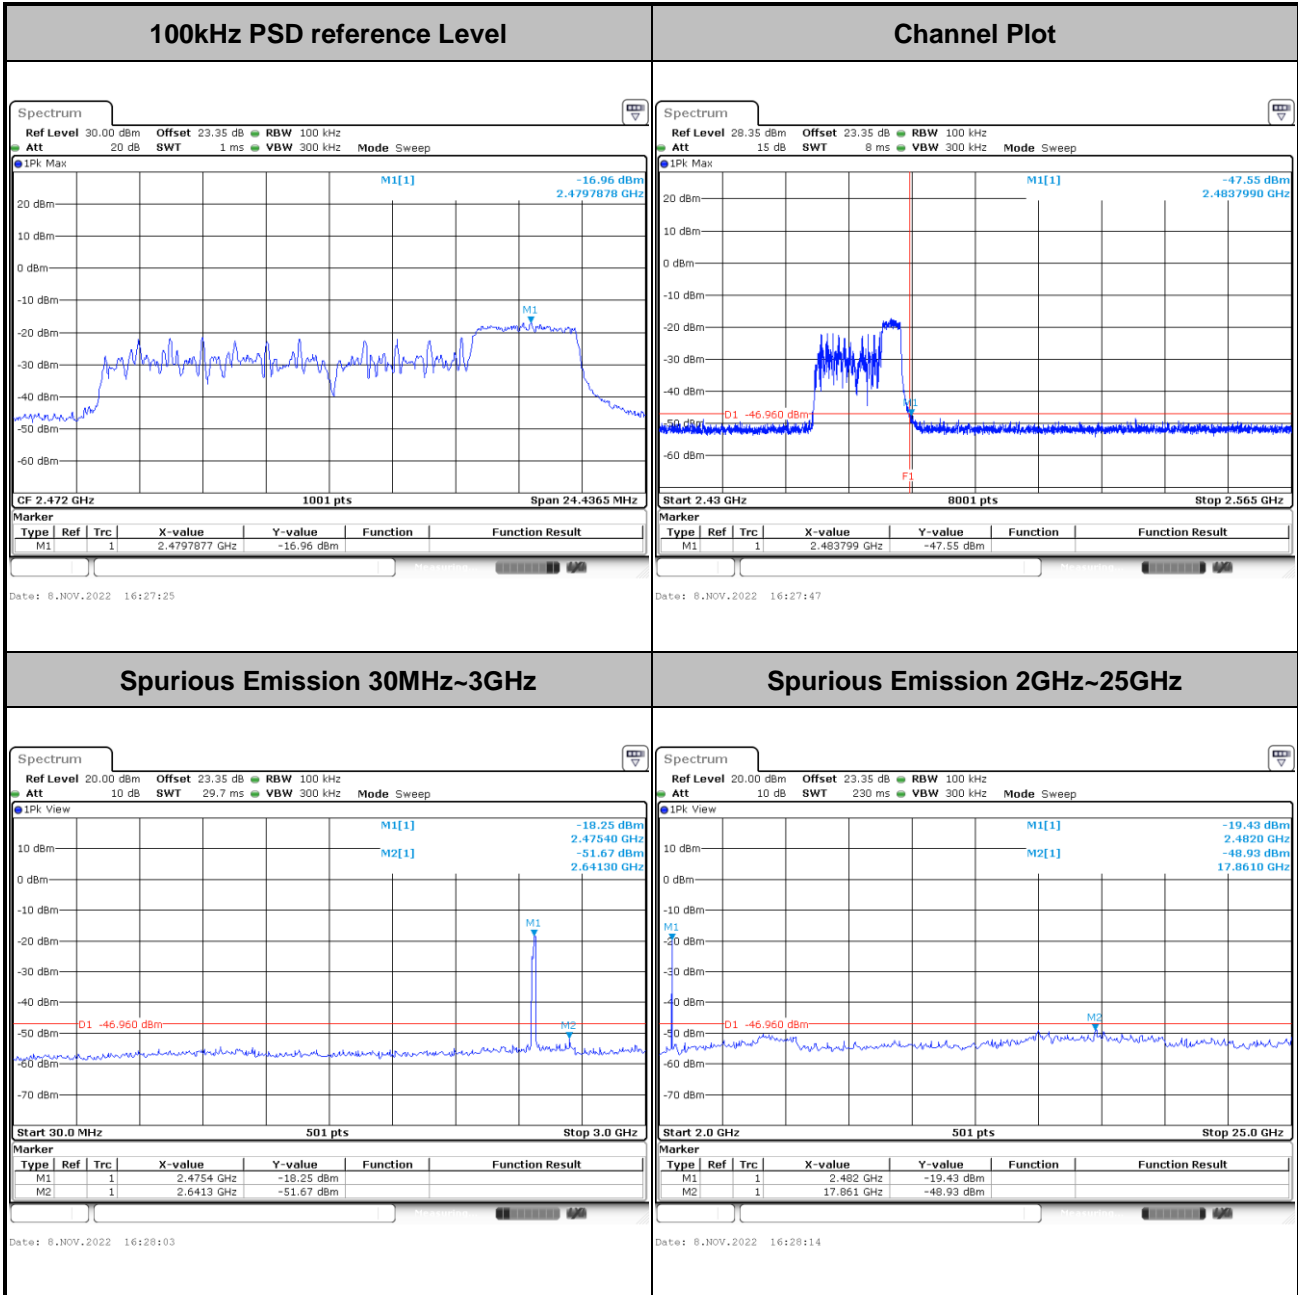 100kHz PSD reference Level
Channel Plot
Spectrum
Ref Level 30.00 dBm Offset 23.35 dB RBW 100 kHz
Att 20 dB SWT 1 ms VBW 300 kHz Mode Sweep
1Pk Max
M1[1] -16.96 dBm
2.4797878 GHz
20 dBm
10 dBm
0 dBm
-10 dBm
M1
-20 dBm
-30 dBm
-40 dBm
-50 dBm
-60 dBm
CF 2.472 GHz 1001 pts Span 24.4365 MHz
Marker
Type Ref Trc X-value Y-value Function Function Result
M1 1 2.4797877 GHz -16.96 dBm
Measuring
Date: 8.NOV.2022 16:27:25
Spectrum
Ref Level 28.35 dBm Offset 23.35 dB RBW 100 kHz
Att 15 dB SWT 8 ms VBW 300 kHz Mode Sweep
1Pk Max
M1[1] -47.55 dBm
2.4837990 GHz
20 dBm
10 dBm
0 dBm
-10 dBm
-20 dBm
-30 dBm
-40 dBm
M1
D1 -46.960 dBm
-50 dBm
-60 dBm
F1
Start 2.43 GHz 8001 pts Stop 2.565 GHz
Marker
Type Ref Trc X-value Y-value Function Function Result
M1 1 2.483799 GHz -47.55 dBm
Measuring
Date: 8.NOV.2022 16:27:47
Spurious Emission 30MHz~3GHz
Spurious Emission 2GHz~25GHz
Spectrum
Ref Level 20.00 dBm Offset 23.35 dB RBW 100 kHz
Att 10 dB SWT 29.7 ms VBW 300 kHz Mode Sweep
1Pk View
M1[1] -18.25 dBm
2.47540 GHz
10 dBm
M2[1] -51.67 dBm
2.64130 GHz
0 dBm
-10 dBm
M1
-20 dBm
-30 dBm
-40 dBm
D1 -46.960 dBm
M2
-50 dBm
-60 dBm
-70 dBm
Start 30.0 MHz 501 pts Stop 3.0 GHz
Marker
Type Ref Trc X-value Y-value Function Function Result
M1 1 2.4754 GHz -18.25 dBm
M2 1 2.6413 GHz -51.67 dBm
Measuring
Date: 8.NOV.2022 16:28:03
Spectrum
Ref Level 20.00 dBm Offset 23.35 dB RBW 100 kHz
Att 10 dB SWT 230 ms VBW 300 kHz Mode Sweep
1Pk View
M1[1] -19.43 dBm
2.4820 GHz
10 dBm
M2[1] -48.93 dBm
17.8610 GHz
0 dBm
-10 dBm
M1
-20 dBm
-30 dBm
-40 dBm
M2
D1 -46.960 dBm
-50 dBm
-60 dBm
-70 dBm
Start 2.0 GHz 501 pts Stop 25.0 GHz
Marker
Type Ref Trc X-value Y-value Function Function Result
M1 1 2.482 GHz -19.43 dBm
M2 1 17.861 GHz -48.93 dBm
Measuring
Date: 8.NOV.2022 16:28:14